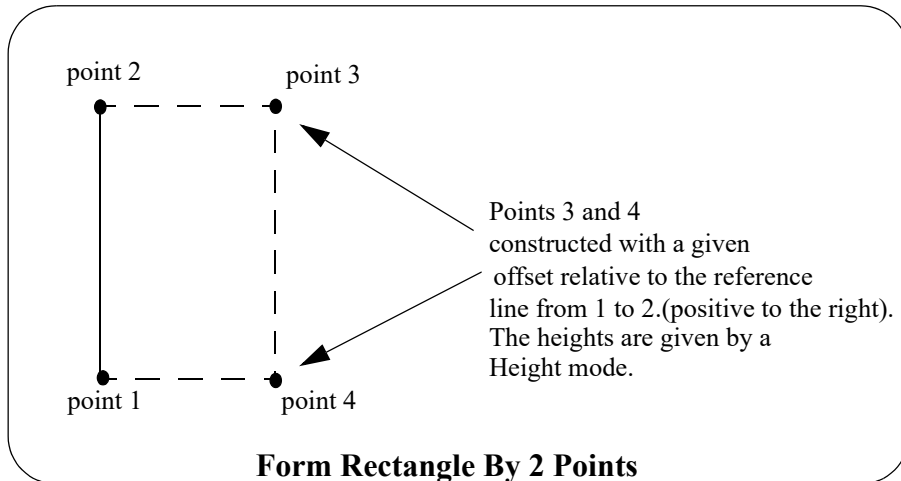 point 2
point 3
Points 3 and 4
constructed with a given
offset relative to the reference
line from 1 to 2.(positive to the right).
The heights are given by a
Height mode.
point 1
point 4
Form Rectangle By 2 Points